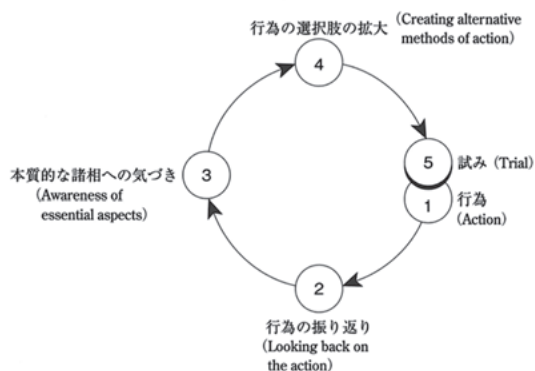 行為の選択肢の拡大 (Creating alternative
methods of action)
4
5 試み (Trial)
1 行為
(Action)
本質的な諸相への気づき 3
(Awareness of
essential aspects)
2
行為の振り返り
(Looking back on
the action)